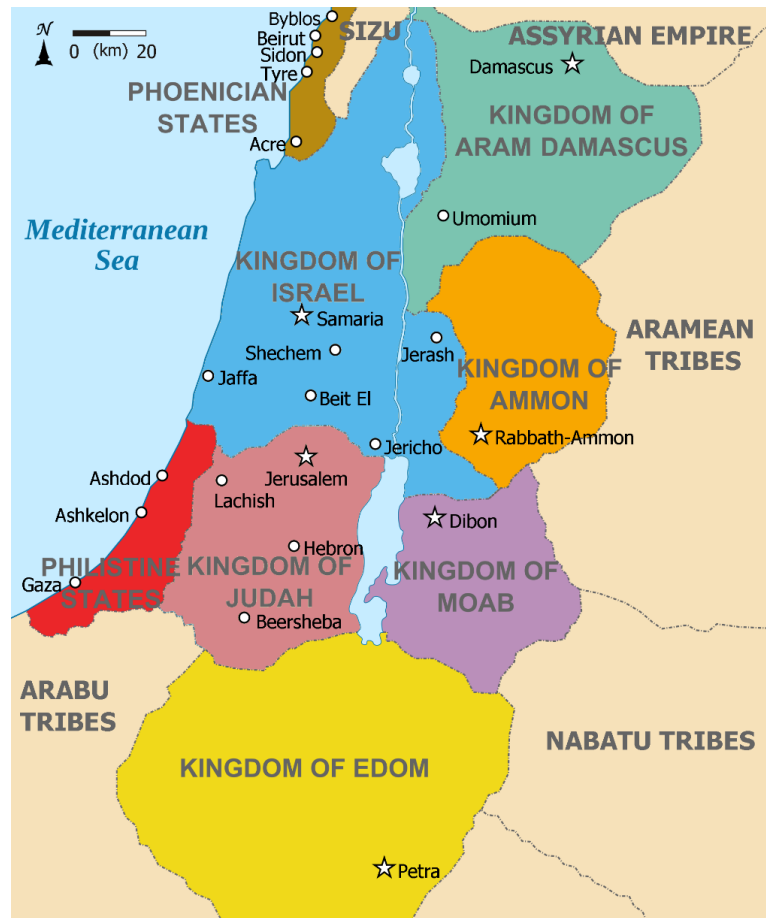 N
0 (km) 20
Byblos
Beirut
Sidon
Tyre
SIZU
ASSYRIAN EMPIRE
Damascus
PHOENICIAN
STATES
KINGDOM OF
ARAM DAMASCUS
Acre
Umomium
Mediterranean
Sea
KINGDOM OF
ISRAEL
Samaria
Shechem
Jerash
ARAMEAN
TRIBES
KINGDOM OF
AMMON
Jaffa
Beit El
Rabbath-Ammon
Jericho
Ashdod
Lachish
Jerusalem
Ashkelon
Dibon
Hebron
PHILISTINE
STATES
Gaza
KINGDOM OF
JUDAH
KINGDOM OF
MOAB
Beersheba
ARABU
TRIBES
NABATU TRIBES
KINGDOM OF EDOM
Petra